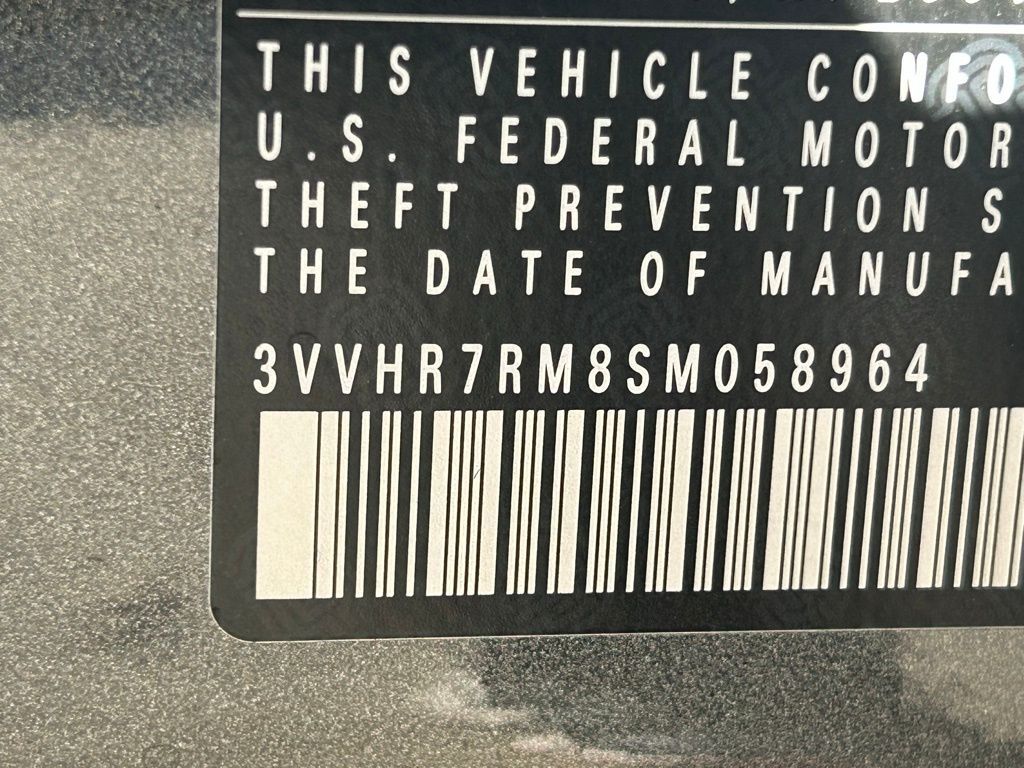 THIS VEHICLE CONFO
U.S. FEDERAL MOTOR
THEFT PREVENTION S
THE DATE OF MANUFA
3VVHR7RM8SM058964